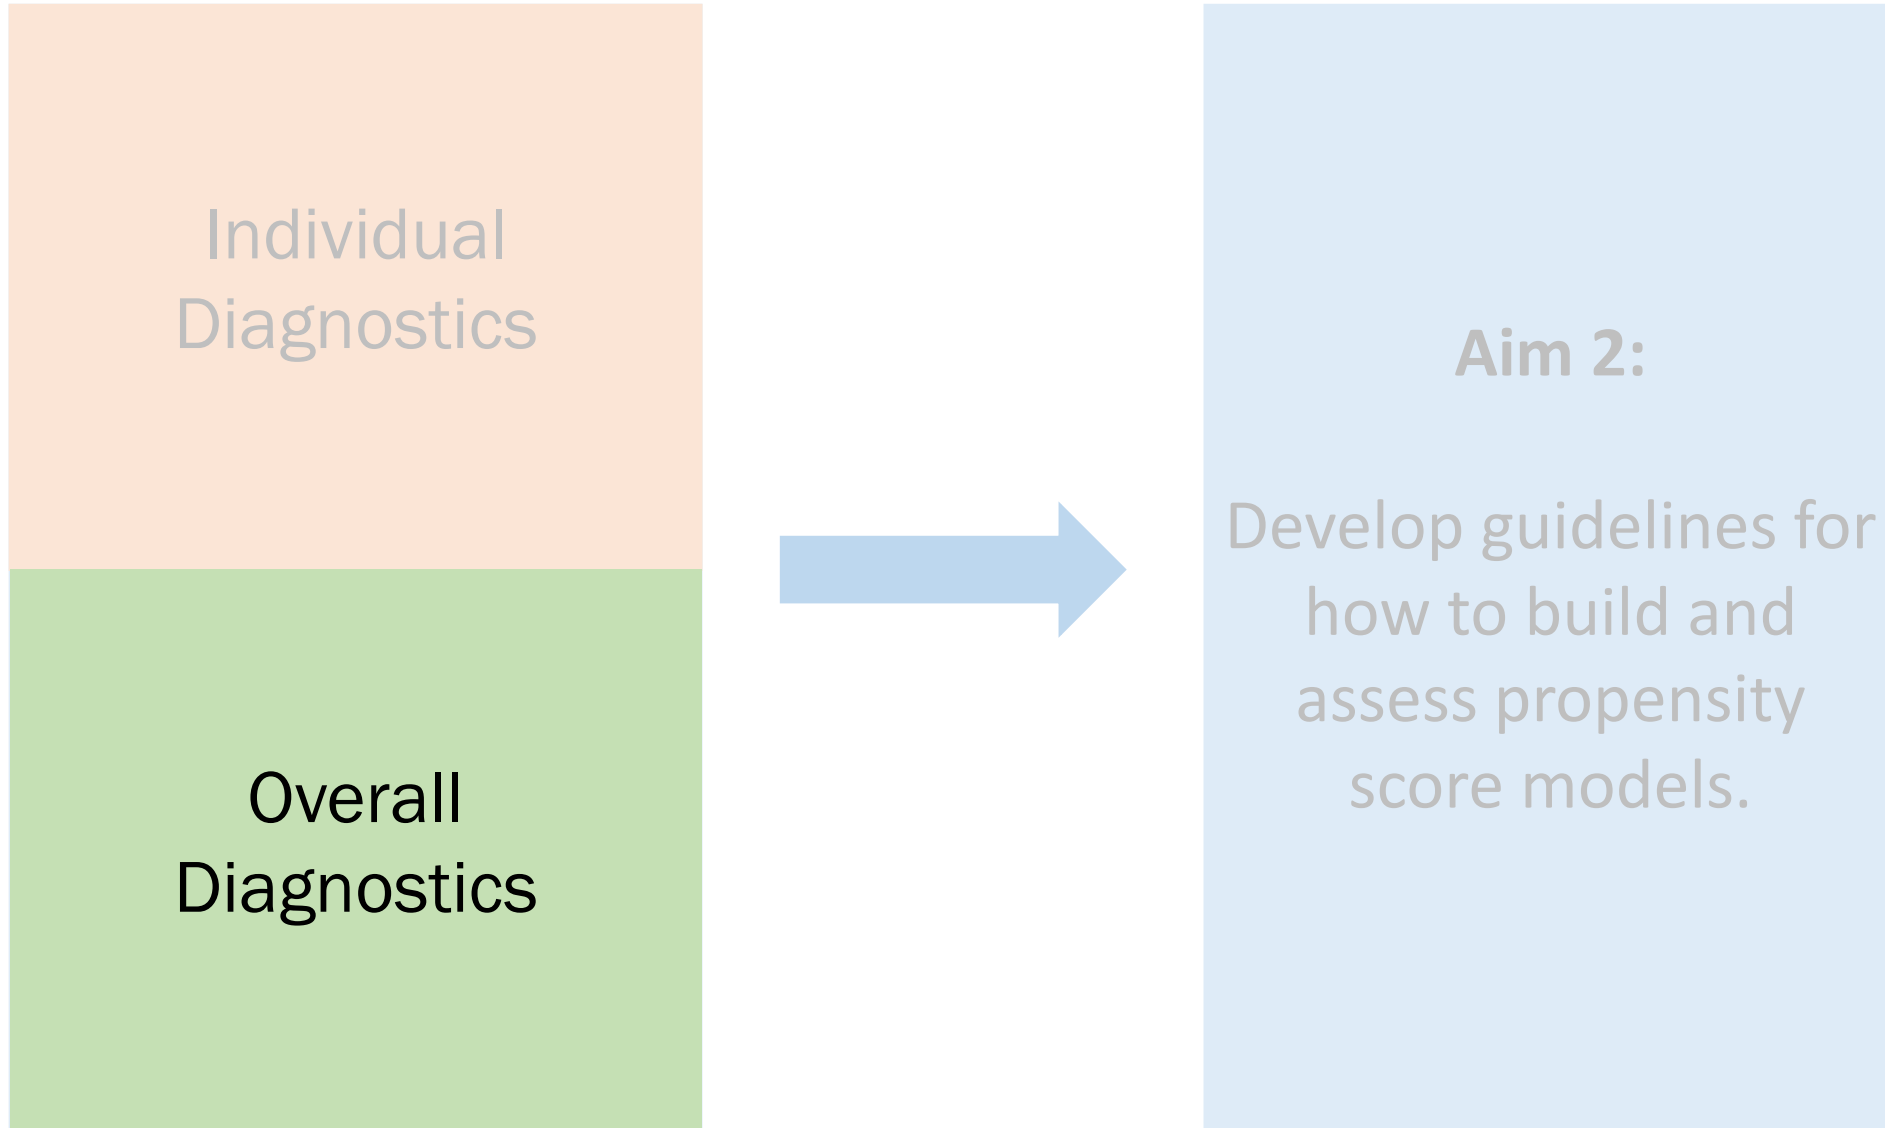 Individual
Diagnostics
Overall
Diagnostics
Aim 2:
Develop guidelines for
how to build and
assess propensity
score models.